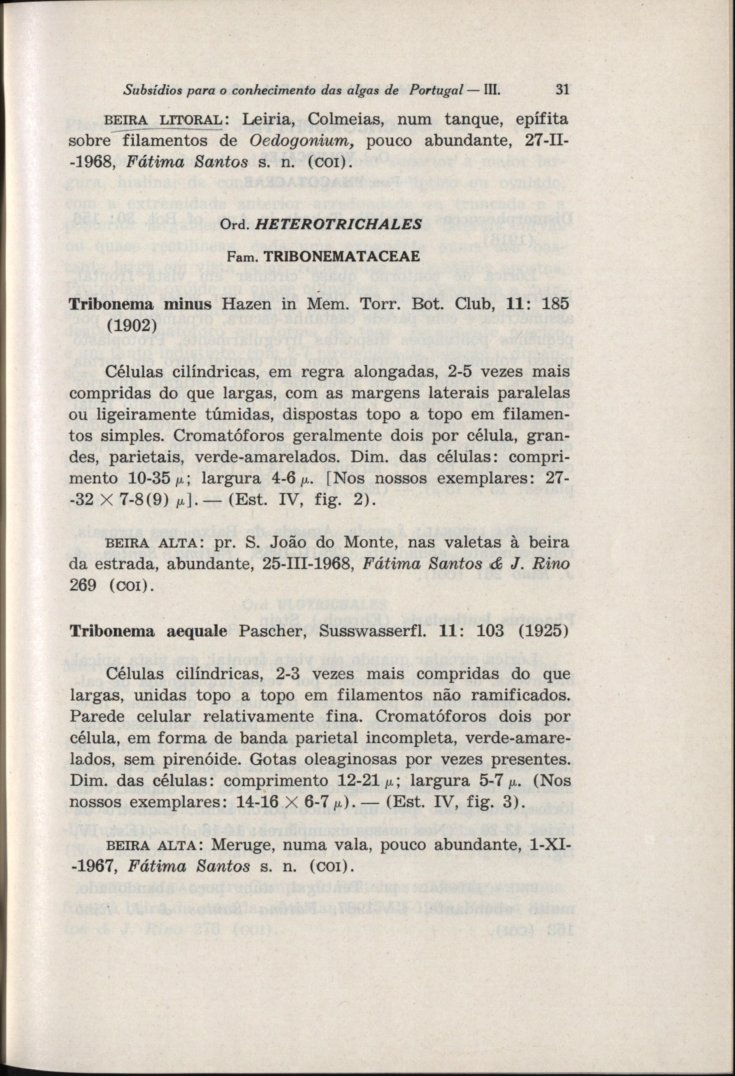 Subsídios para o conhecimento das algas de Portugal — III. 31
BEIRA LITORAL: Leiria, Colmeias, num tanque, epífita
sobre filamentos de Oedogonium, pouco abundante, 27-II-
-1968, Fátima Santos s. n. (COI).
Ord. HETEROTRICHALES
Fam. TRIBONEMATACEAE
Tribonema minus Hazen in Mem. Torr. Bot. Club, 11: 185
(1902)
Células cilíndricas, em regra alongadas, 2-5 vezes mais
compridas do que largas, com as margens laterais paralelas
ou ligeiramente túmidas, dispostas topo a topo em filamen-
tos simples. Cromatóforos geralmente dois por célula, gran-
des, parietais, verde-amarelados. Dim. das células: compri-
mento 10-35 μ; largura 4-6 μ. [Nos nossos exemplares: 27-
-32 × 7-8(9) μ]. — (Est. IV, fig. 2).
BEIRA ALTA: pr. S. João do Monte, nas valetas à beira
da estrada, abundante, 25-III-1968, Fátima Santos & J. Rino
269 (COI).
Tribonema aequale Pascher, Susswasserfl. 11: 103 (1925)
Células cilíndricas, 2-3 vezes mais compridas do que
largas, unidas topo a topo em filamentos não ramificados.
Parede celular relativamente fina. Cromatóforos dois por
célula, em forma de banda parietal incompleta, verde-amare-
lados, sem pirenóide. Gotas oleaginosas por vezes presentes.
Dim. das células: comprimento 12-21 μ; largura 5-7 μ. (Nos
nossos exemplares: 14-16 × 6-7 μ). — (Est. IV, fig. 3).
BEIRA ALTA: Meruge, numa vala, pouco abundante, 1-XI-
-1967, Fátima Santos s. n. (COI).